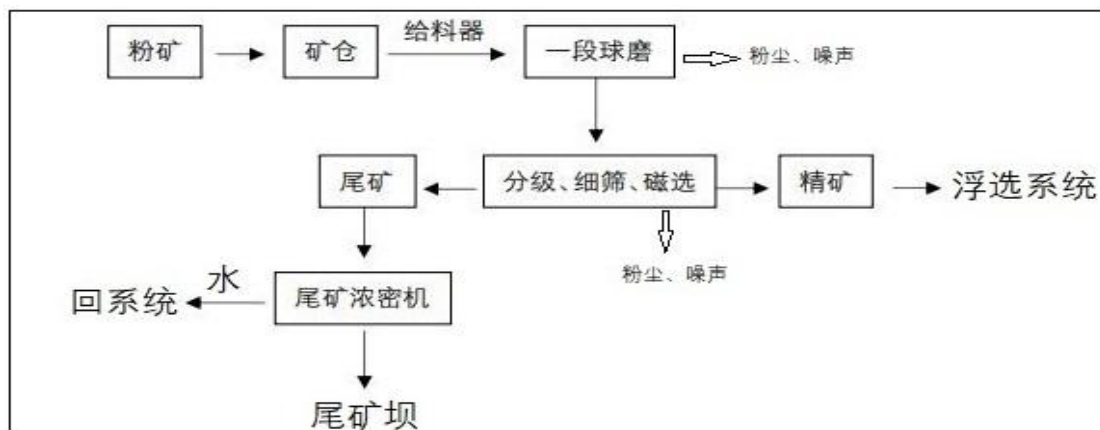 粉矿
矿仓
给料器
一段球磨
粉尘、噪声
尾矿
分级、细筛、磁选
精矿
浮选系统
粉尘、噪声
回系统
水
尾矿浓密机
尾矿坝